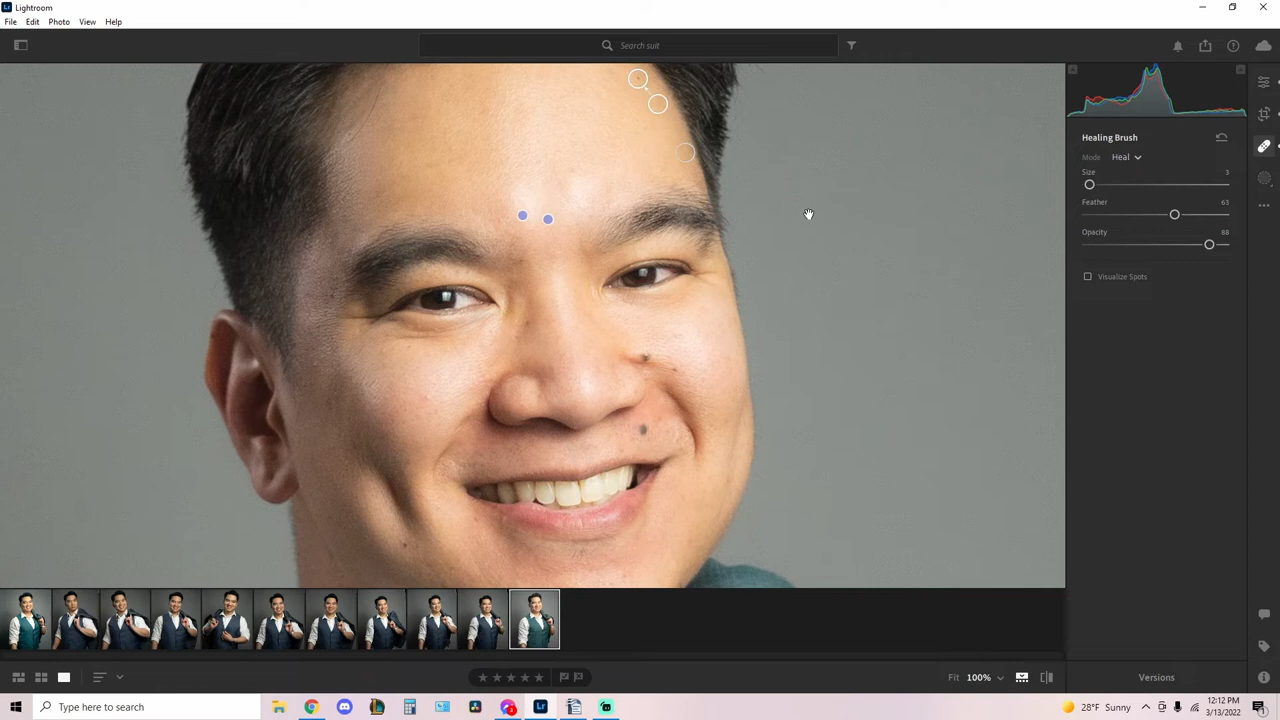 Lightroom
File Edit Photo View Help
Search suit
Healing Brush
Mode Heal
Size 3
Feather 63
Opacity 88
Visualize Spots
Fit 100%
Versions
Type here to search
28°F Sunny
12:12 PM
3/13/2022